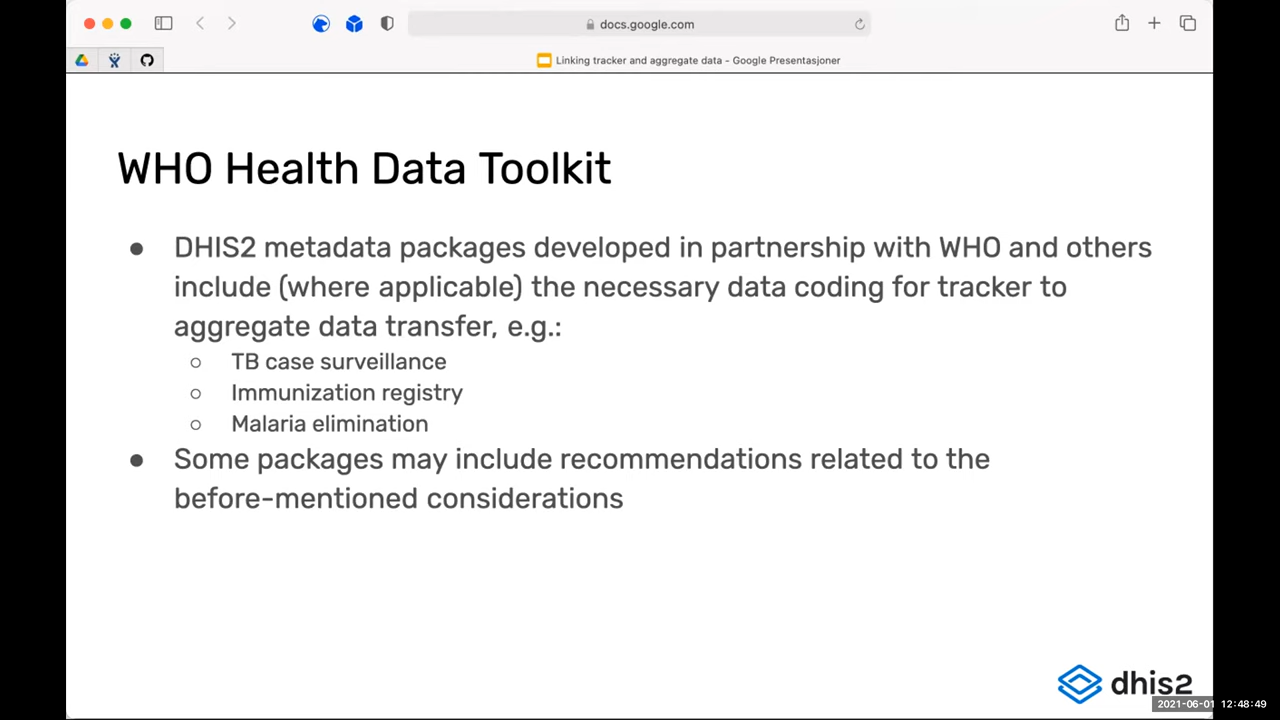 docs.google.com
Linking tracker and aggregate data - Google Presentasjoner
WHO Health Data Toolkit
● DHIS2 metadata packages developed in partnership with WHO and others
include (where applicable) the necessary data coding for tracker to
aggregate data transfer, e.g.:
○ TB case surveillance
○ Immunization registry
○ Malaria elimination
● Some packages may include recommendations related to the
before-mentioned considerations
dhis2
2021-06-01 12:48:49